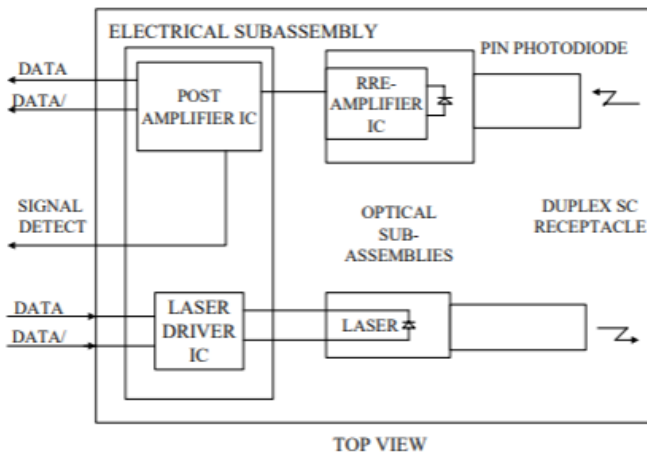 ELECTRICAL SUBASSEMBLY
PIN PHOTODIODE
DATA
DATA/
POST
AMPLIFIER IC
RRE-
AMPLIFIER
IC
SIGNAL
DETECT
OPTICAL
SUB-
ASSEMBLIES
DUPLEX SC
RECEPTACLE
DATA
DATA/
LASER
DRIVER
IC
LASER
TOP VIEW